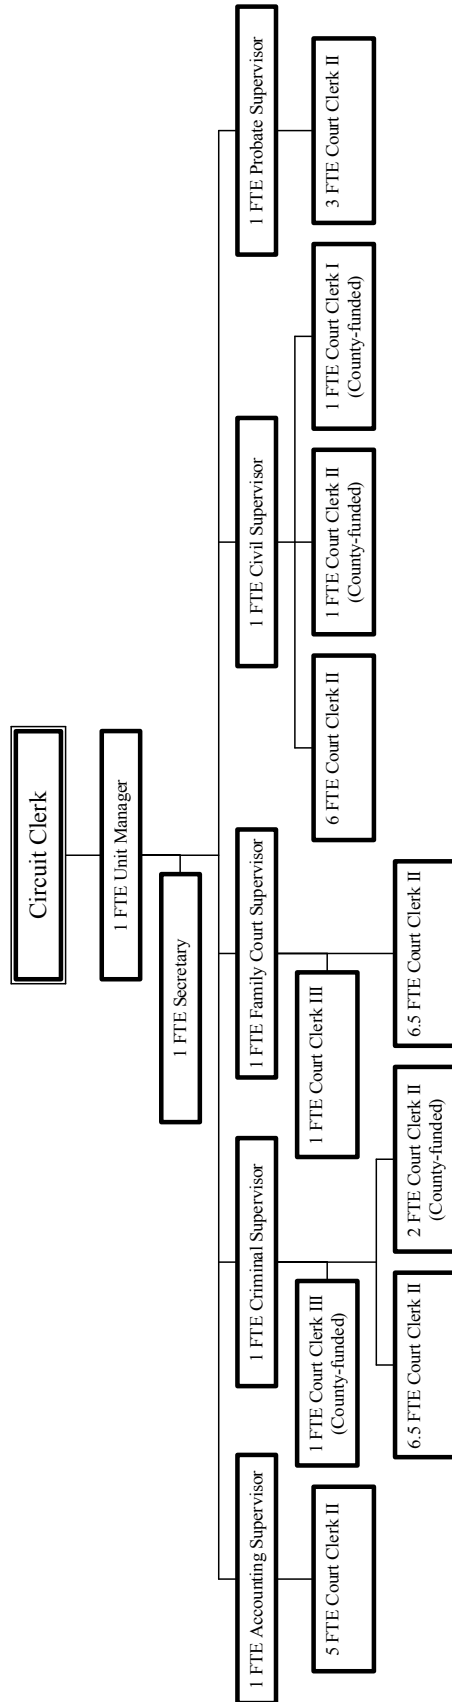 Circuit Clerk
1 FTE Unit Manager
1 FTE Secretary
1 FTE Accounting Supervisor
1 FTE Criminal Supervisor
1 FTE Family Court Supervisor
1 FTE Civil Supervisor
1 FTE Probate Supervisor
5 FTE Court Clerk II
1 FTE Court Clerk III
(County-funded)
6.5 FTE Court Clerk II
2 FTE Court Clerk II
(County-funded)
1 FTE Court Clerk III
6.5 FTE Court Clerk II
6 FTE Court Clerk II
1 FTE Court Clerk II
(County-funded)
1 FTE Court Clerk I
(County-funded)
3 FTE Court Clerk II